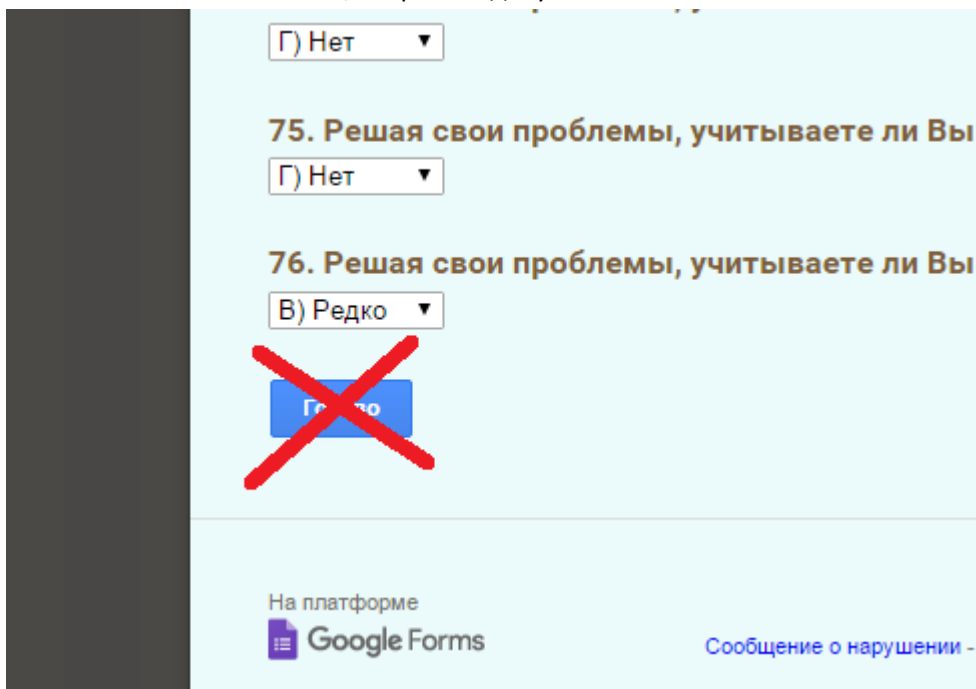 Г) Нет
75. Решая свои проблемы, учитываете ли Вы
Г) Нет
76. Решая свои проблемы, учитываете ли Вы
В) Редко
На платформе
Google Forms
Сообщение о нарушении -